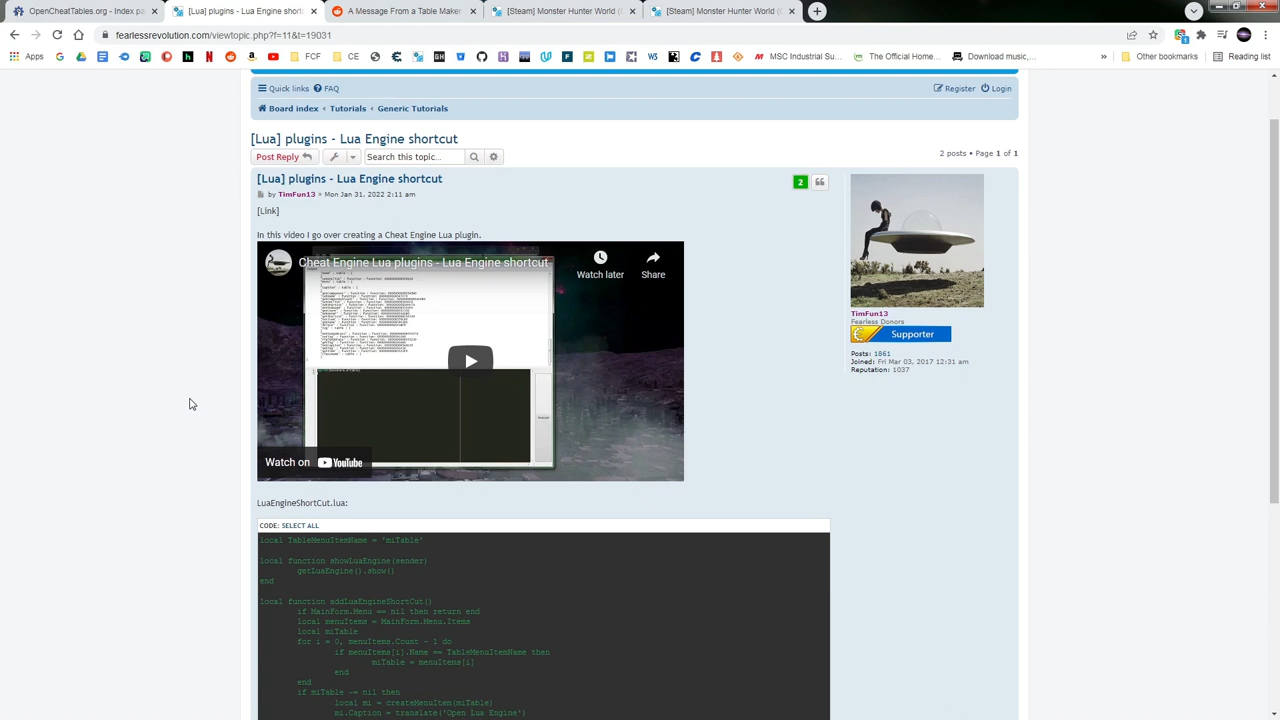 OpenCheatTables.org - Index pa
[Lua] plugins - Lua Engine short
A Message From a Table Maker
[Steam] Monster Hunter World (
[Steam] Monster Hunter World (
fearlessrevolution.com/viewtopic.php?f=11&t=19031
Apps
FCF
CE
MSC Industrial Su...
The Official Home...
Download music,...
»
Other bookmarks
Reading list
Quick links
FAQ
Register
Login
Board index
Tutorials
Generic Tutorials
[Lua] plugins - Lua Engine shortcut
Post Reply
Search this topic...
2 posts • Page 1 of 1
[Lua] plugins - Lua Engine shortcut
2
by TimFun13 » Mon Jan 31, 2022 2:11 am
[Link]
In this video I go over creating a Cheat Engine Lua plugin.
Cheat Engine Lua plugins - Lua Engine shortcut
Watch later
Share
Watch on YouTube
TimFun13
Fearless Donors
Supporter
Posts: 1861
Joined: Fri Mar 03, 2017 12:31 am
Reputation: 1037
LuaEngineShortCut.lua:
CODE: SELECT ALL
local TableMenuItemName = 'miTable'
local function showLuaEngine(sender)
getLuaEngine().show()
end
local function addLuaEngineShortCut()
if MainForm.Menu == nil then return end
local menuItems = MainForm.Menu.Items
local miTable
for i = 0, menuItems.Count - 1 do
if menuItems[i].Name == TableMenuItemName then
miTable = menuItems[i]
end
end
if miTable ~= nil then
local mi = createMenuItem(miTable)
mi.Caption = translate('Open Lua Engine')